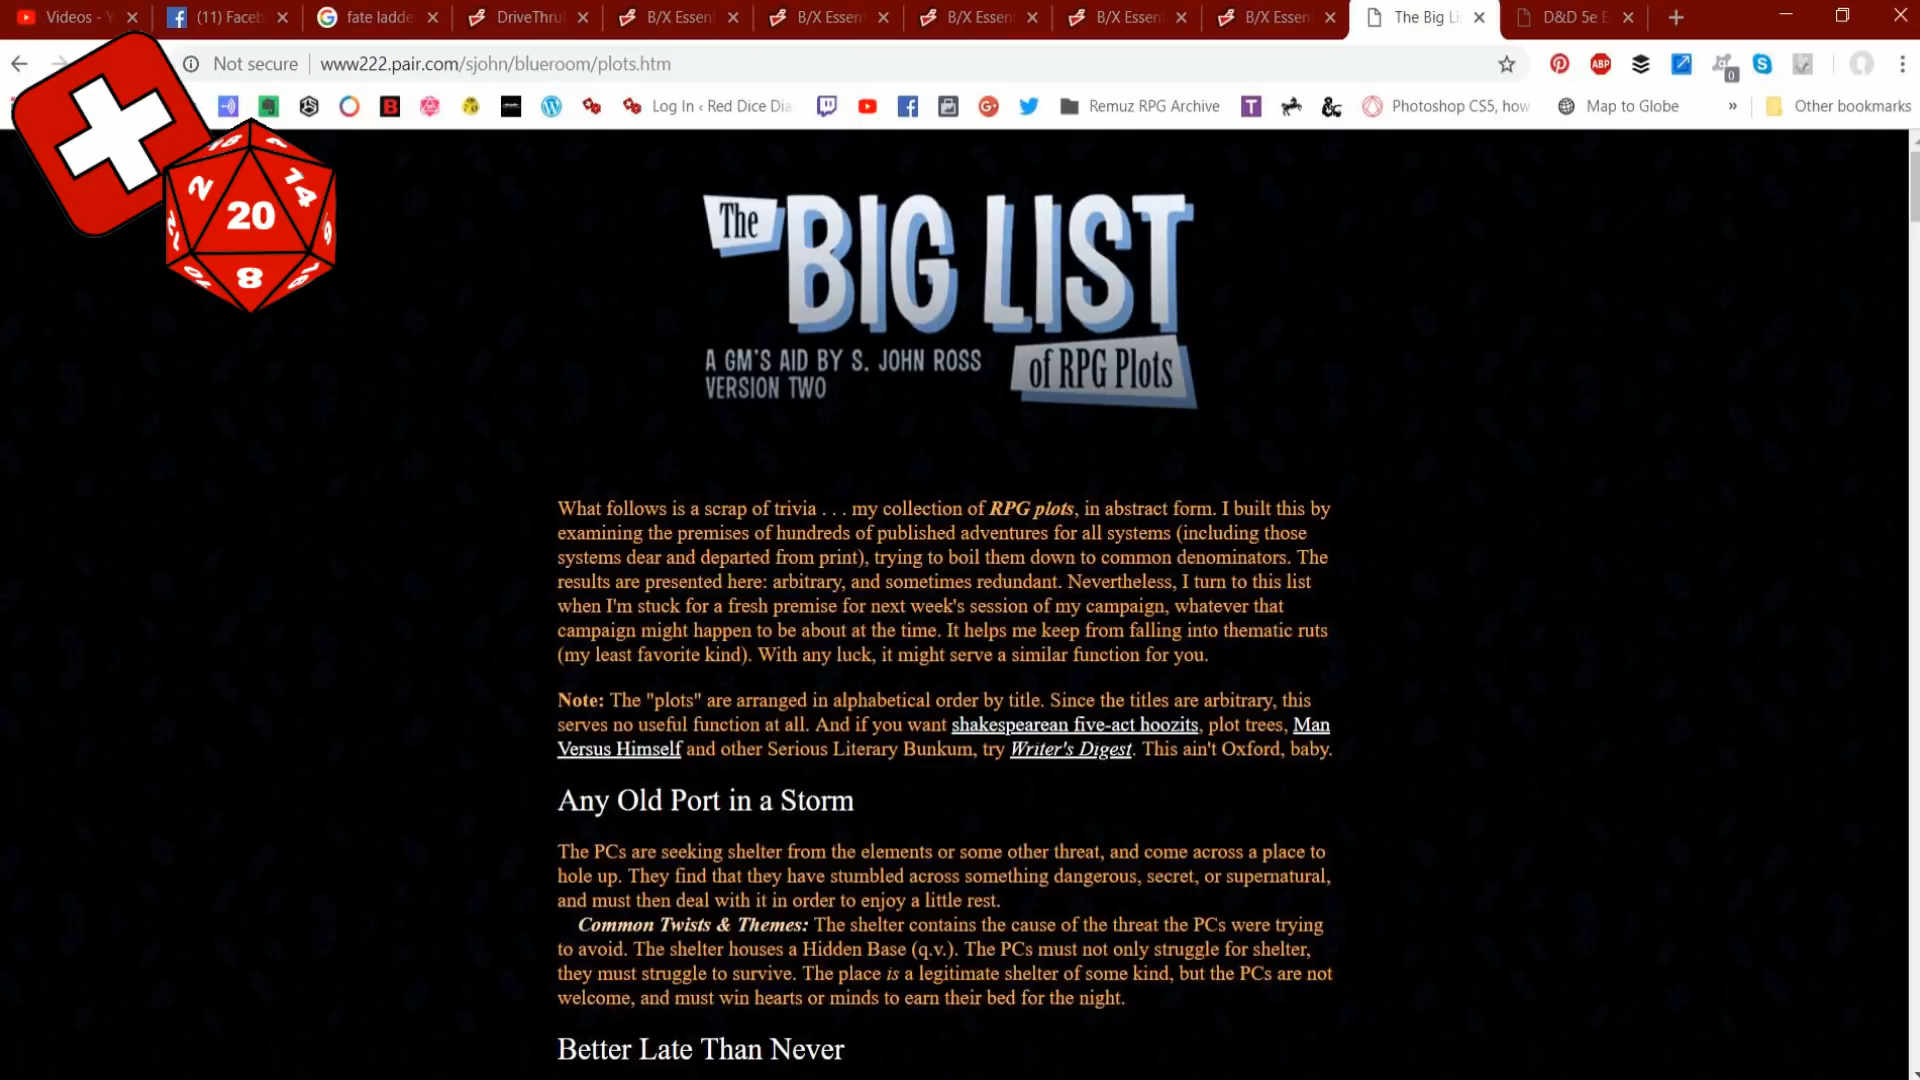 Videos - Y
(11) Faceb
fate ladde
DriveThru
B/X Essen
B/X Essen
B/X Essen
B/X Essen
B/X Essen
The Big Li
D&D 5e E
Not secure
www222.pair.com/sjohn/blueroom/plots.htm
ABP
0
B
Log In ‹ Red Dice Dia
Remuz RPG Archive
T
Photoshop CS5, how
Map to Globe
»
Other bookmarks
2
14
20
8
The BIG LIST
of RPG Plots
A GM'S AID BY S. JOHN ROSS
VERSION TWO
What follows is a scrap of trivia . . . my collection of RPG plots, in abstract form. I built this by
examining the premises of hundreds of published adventures for all systems (including those
systems dear and departed from print), trying to boil them down to common denominators. The
results are presented here: arbitrary, and sometimes redundant. Nevertheless, I turn to this list
when I'm stuck for a fresh premise for next week's session of my campaign, whatever that
campaign might happen to be about at the time. It helps me keep from falling into thematic ruts
(my least favorite kind). With any luck, it might serve a similar function for you.
Note: The "plots" are arranged in alphabetical order by title. Since the titles are arbitrary, this
serves no useful function at all. And if you want shakespearean five-act hoozits, plot trees, Man
Versus Himself and other Serious Literary Bunkum, try Writer's Digest. This ain't Oxford, baby.
Any Old Port in a Storm
The PCs are seeking shelter from the elements or some other threat, and come across a place to
hole up. They find that they have stumbled across something dangerous, secret, or supernatural,
and must then deal with it in order to enjoy a little rest.
Common Twists & Themes: The shelter contains the cause of the threat the PCs were trying
to avoid. The shelter houses a Hidden Base (q.v.). The PCs must not only struggle for shelter,
they must struggle to survive. The place is a legitimate shelter of some kind, but the PCs are not
welcome, and must win hearts or minds to earn their bed for the night.
Better Late Than Never